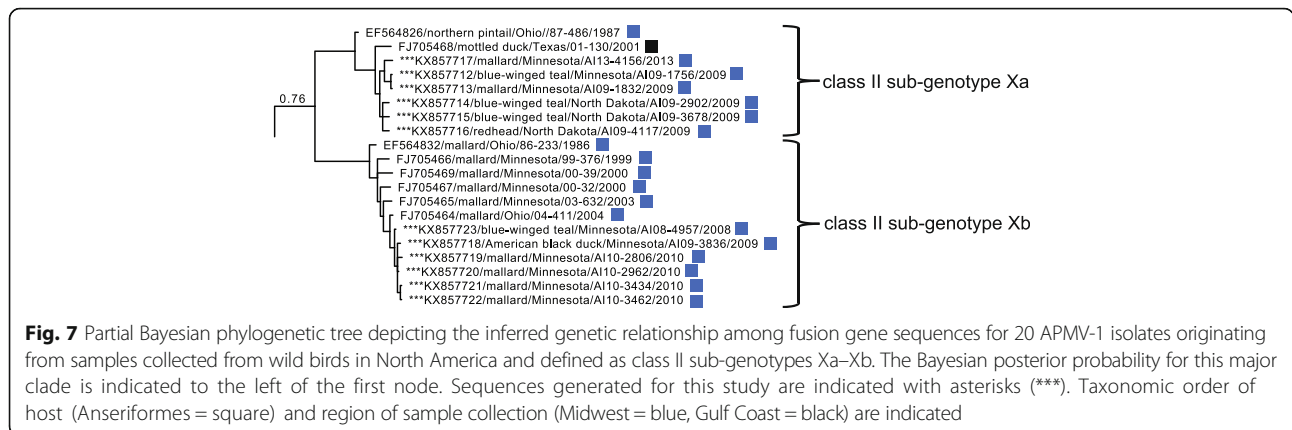 EF564826/northern pintail/Ohio//87-486/1987
FJ705468/mottled duck/Texas/01-130/2001
***KX857717/mallard/Minnesota/AI13-4156/2013
***KX857712/blue-winged teal/Minnesota/AI09-1756/2009
***KX857713/mallard/Minnesota/AI09-1832/2009
***KX857714/blue-winged teal/North Dakota/AI09-2902/2009
***KX857715/blue-winged teal/North Dakota/AI09-3678/2009
***KX857716/redhead/North Dakota/AI09-4117/2009
class II sub-genotype Xa
0.76
EF564832/mallard/Ohio/86-233/1986
FJ705466/mallard/Minnesota/99-376/1999
FJ705469/mallard/Minnesota/00-39/2000
FJ705467/mallard/Minnesota/00-32/2000
FJ705465/mallard/Minnesota/03-632/2003
FJ705464/mallard/Ohio/04-411/2004
***KX857723/blue-winged teal/Minnesota/AI08-4957/2008
***KX857718/American black duck/Minnesota/AI09-3836/2009
***KX857719/mallard/Minnesota/AI10-2806/2010
***KX857720/mallard/Minnesota/AI10-2962/2010
***KX857721/mallard/Minnesota/AI10-3434/2010
***KX857722/mallard/Minnesota/AI10-3462/2010
class II sub-genotype Xb
Fig. 7 Partial Bayesian phylogenetic tree depicting the inferred genetic relationship among fusion gene sequences for 20 APMV-1 isolates originating
from samples collected from wild birds in North America and defined as class II sub-genotypes Xa–Xb. The Bayesian posterior probability for this major
clade is indicated to the left of the first node. Sequences generated for this study are indicated with asterisks (***). Taxonomic order of
host (Anseriformes = square) and region of sample collection (Midwest = blue, Gulf Coast = black) are indicated